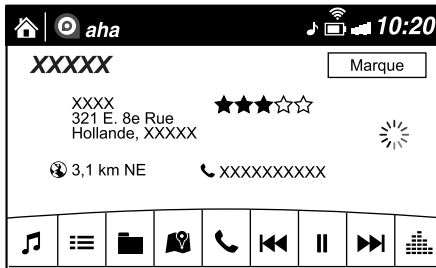 aha 10:20
XXXXX Marque
XXXX
321 E. 8e Rue
Hollande, XXXXX
3,1 km NE XXXXXXXXXX